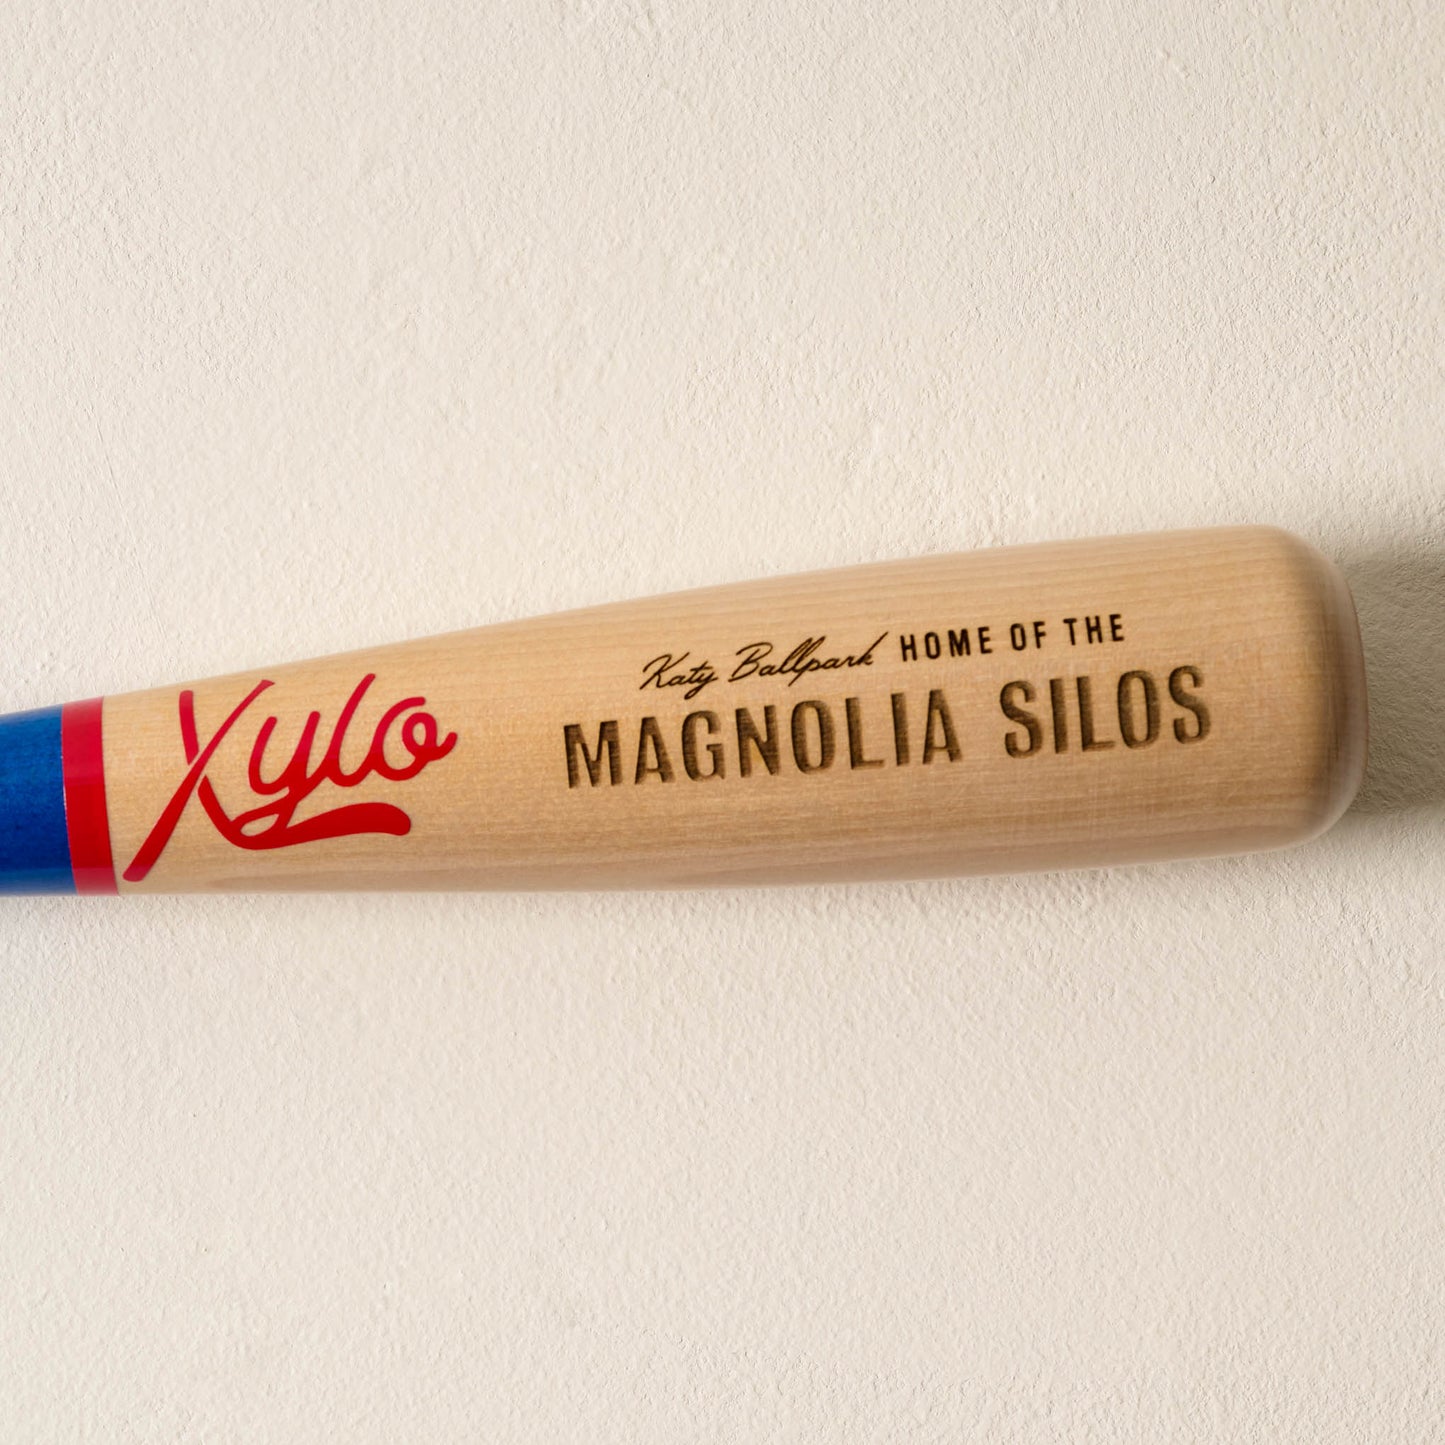 Xylo
Katy Ballpark HOME OF THE
MAGNOLIA SILOS